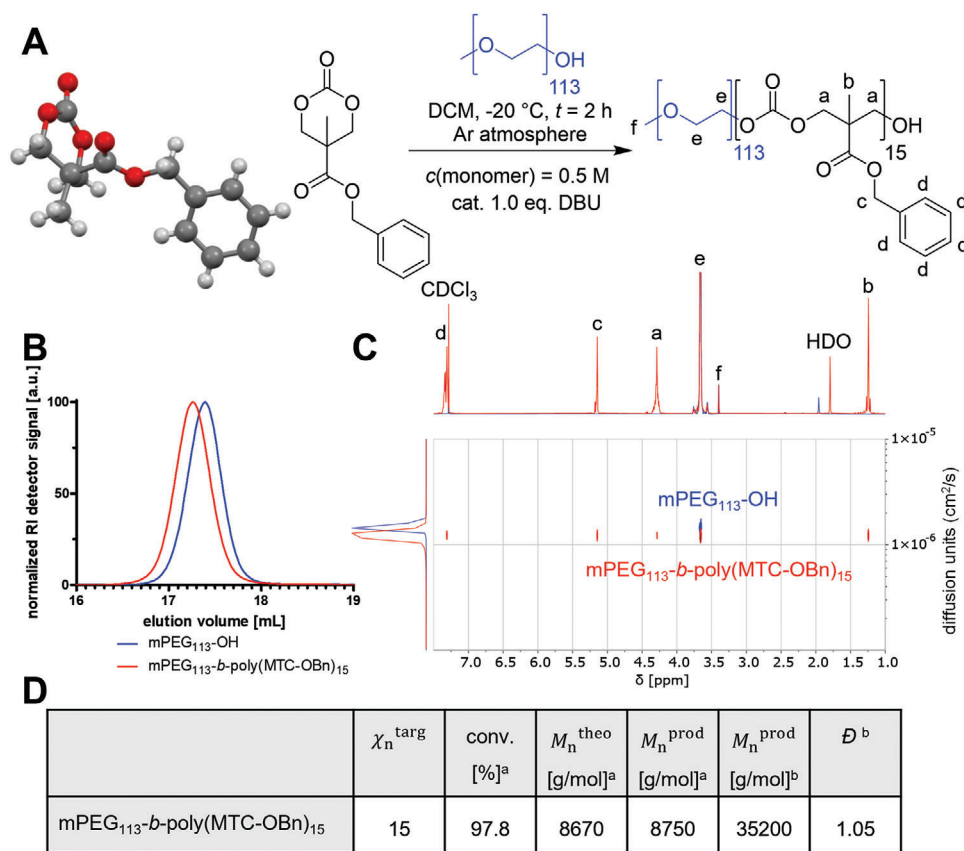 A
O
O O
O O
O
OH
113
DCM, -20 °C, t = 2 h
Ar atmosphere
c(monomer) = 0.5 M
cat. 1.0 eq. DBU
b
e O a a
f O e 113 O O 15 OH
O O
c
d d
d d
d
B
normalized RI detector signal [a.u.]
100
50
0
16 17 18 19
elution volume [mL]
mPEG₁₁₃-OH
mPEG₁₁₃-b-poly(MTC-OBn)₁₅
C
CDCl₃
d c a e f HDO b
1×10⁻⁵
mPEG₁₁₃-OH
1×10⁻⁶
mPEG₁₁₃-b-poly(MTC-OBn)₁₅
diffusion units (cm²/s)
7.0 6.5 6.0 5.5 5.0 4.5 4.0 3.5 3.0 2.5 2.0 1.5 1.0
δ [ppm]
D
χₙᵗᵃʳᵍ conv. [%]ᵃ Mₙᵗʰᵉᵒ [g/mol]ᵃ Mₙᵖʳᵒᵈ [g/mol]ᵃ Mₙᵖʳᵒᵈ [g/mol]ᵇ Đ ᵇ
mPEG₁₁₃-b-poly(MTC-OBn)₁₅ 15 97.8 8670 8750 35200 1.05